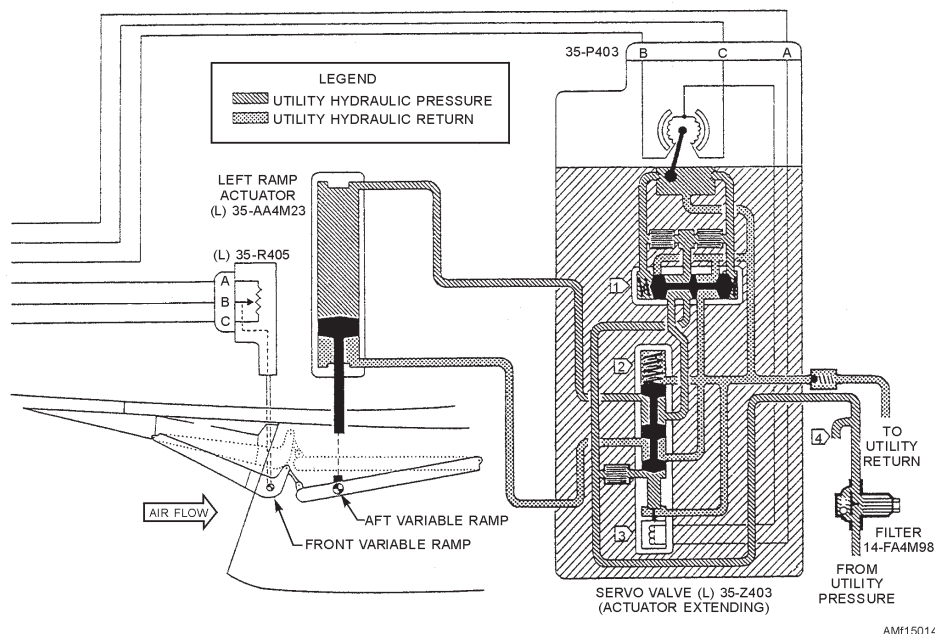 35-P403 B C A
LEGEND
UTILITY HYDRAULIC PRESSURE
UTILITY HYDRAULIC RETURN
LEFT RAMP
ACTUATOR
(L) 35-AA4M23
(L) 35-R405
A
B
C
1
2
3
4
TO
UTILITY
RETURN
AIR FLOW
AFT VARIABLE RAMP
FRONT VARIABLE RAMP
FILTER
14-FA4M98
FROM
UTILITY
PRESSURE
SERVO VALVE (L) 35-Z403
(ACTUATOR EXTENDING)
AMf15014